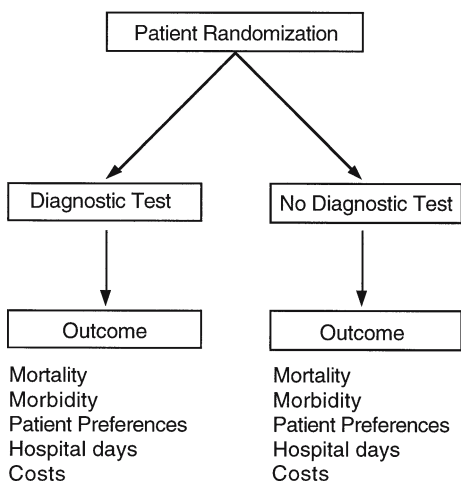 Patient Randomization
Diagnostic Test
No Diagnostic Test
Outcome
Mortality
Morbidity
Patient Preferences
Hospital days
Costs
Outcome
Mortality
Morbidity
Patient Preferences
Hospital days
Costs